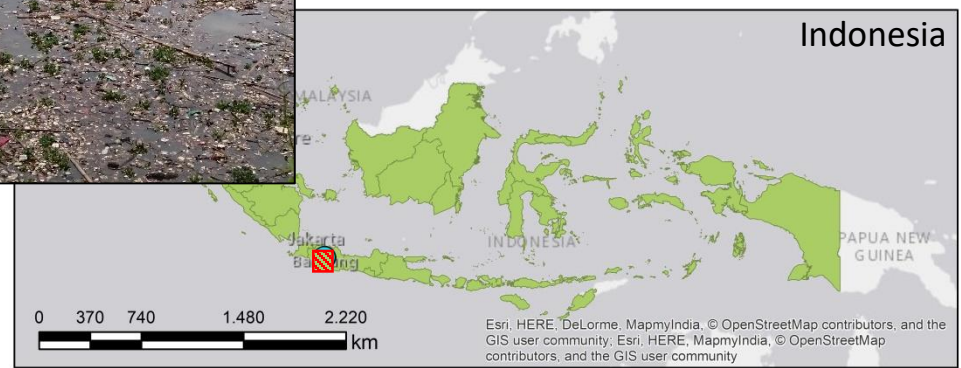 Indonesia
MALAYSIA
Jakarta
INDONESIA
PAPUA NEW
GUINEA
0 370 740 1.480 2.220
km
Esri, HERE, DeLorme, MapmyIndia, © OpenStreetMap contributors, and the
GIS user community; Esri, HERE, MapmyIndia, © OpenStreetMap
contributors, and the GIS user community